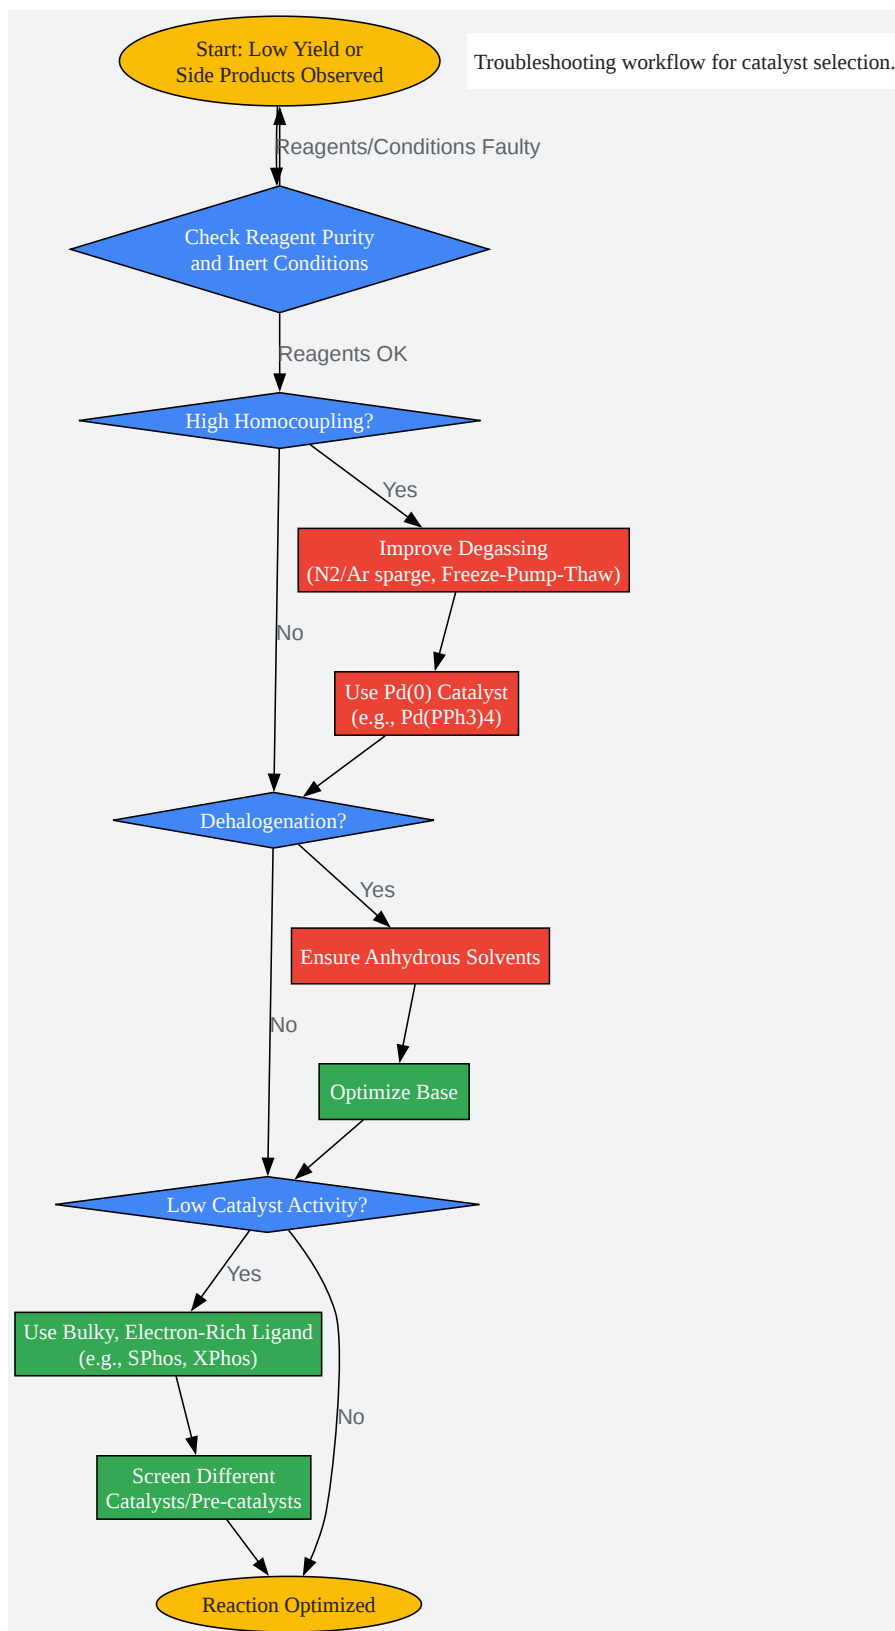 Start: Low Yield or
Side Products Observed
Troubleshooting workflow for catalyst selection.
Reagents/Conditions Faulty
Check Reagent Purity
and Inert Conditions
Reagents OK
High Homocoupling?
Yes
Improve Degassing
(N2/Ar sparge, Freeze-Pump-Thaw)
No
Use Pd(0) Catalyst
(e.g., Pd(PPh3)4)
Dehalogenation?
Yes
Ensure Anhydrous Solvents
No
Optimize Base
Low Catalyst Activity?
Yes
Use Bulky, Electron-Rich Ligand
(e.g., SPhos, XPhos)
No
Screen Different
Catalysts/Pre-catalysts
Reaction Optimized